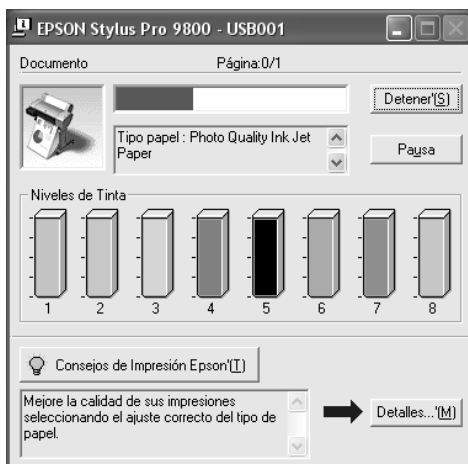 EPSON Stylus Pro 9800 - USB001
Documento Página:0/1
Detener'(S)
Tipo papel : Photo Quality Ink Jet
Paper
Pausa
Niveles de Tinta
1 2 3 4 5 6 7 8
Consejos de Impresión Epson'(T)
Mejore la calidad de sus impresiones
seleccionando el ajuste correcto del tipo de
papel.
Detalles...'(M)